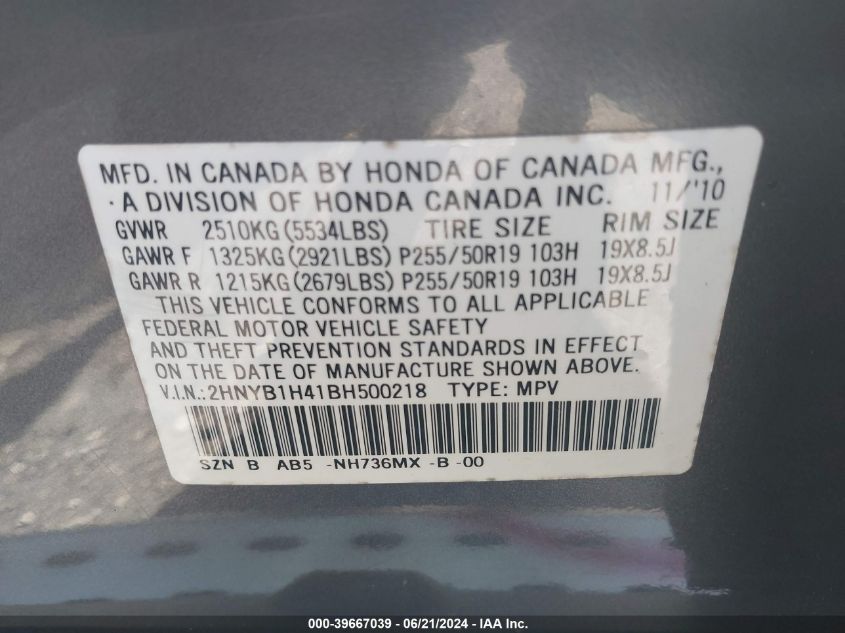 MFD. IN CANADA BY HONDA OF CANADA MFG.,
·A DIVISION OF HONDA CANADA INC. 11/'10
GVWR 2510KG(5534LBS) TIRE SIZE RIM SIZE
GAWR F 1325KG(2921LBS) P255/50R19 103H 19X8.5J
GAWR R 1215KG(2679LBS) P255/50R19 103H 19X8.5J
THIS VEHICLE CONFORMS TO ALL APPLICABLE
FEDERAL MOTOR VEHICLE SAFETY
AND THEFT PREVENTION STANDARDS IN EFFECT
ON THE DATE OF MANUFACTURE SHOWN ABOVE.
V.I.N.:2HNYB1H41BH500218 TYPE: MPV
SZN B AB5 -NH736MX -B -00
000-39667039 - 06/21/2024 - IAA Inc.